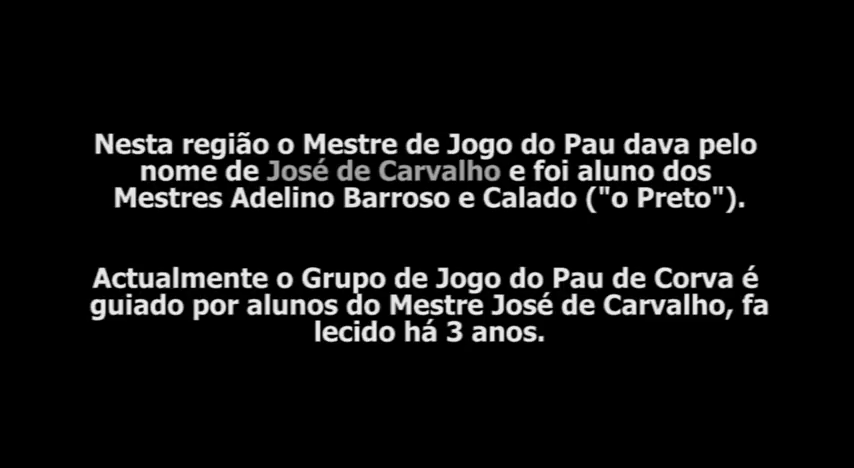 Nesta região o Mestre de Jogo do Pau dava pelo
nome de José de Carvalho e foi aluno dos
Mestres Adelino Barroso e Calado ("o Preto").
Actualmente o Grupo de Jogo do Pau de Corva é
guiado por alunos do Mestre José de Carvalho, fa
lecido há 3 anos.